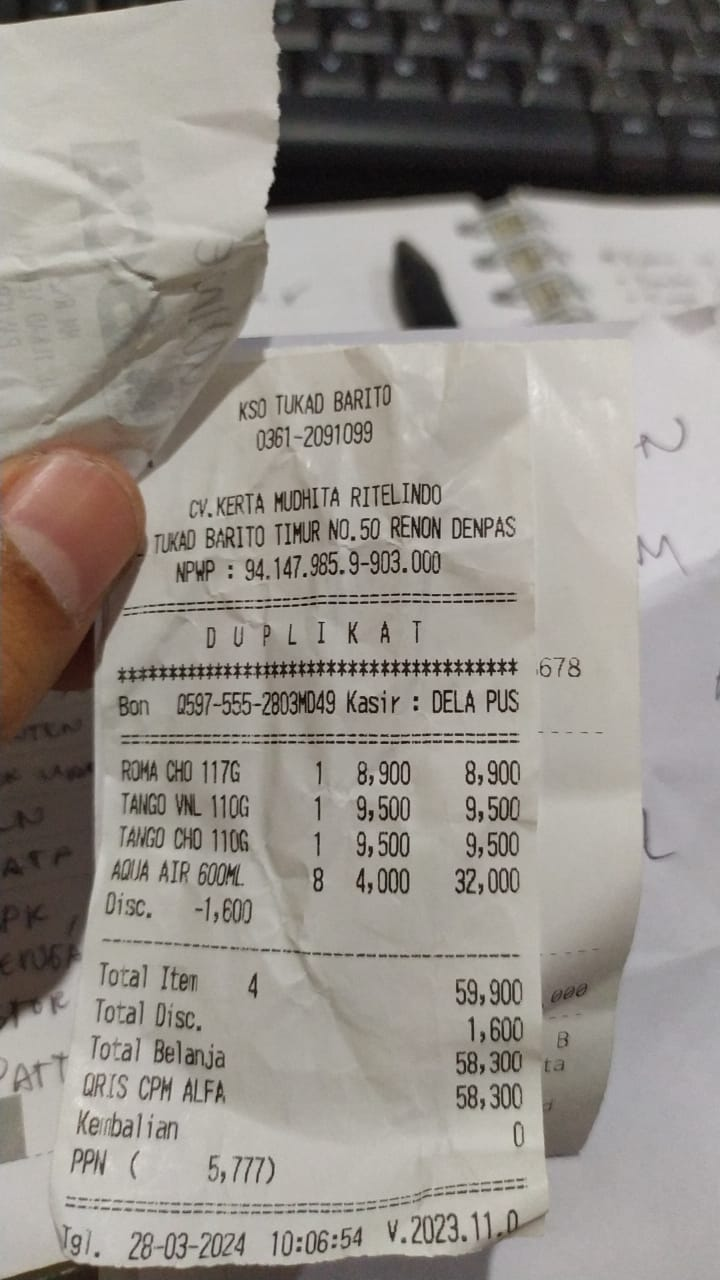 KSO TUKAD BARITO
0361-2091099
CV.KERTA MUDHITA RITELINDO
TUKAD BARITO TIMUR NO.50 RENON DENPAS
NPWP : 94.147.985.9-903.000
================================
D U P L I K A T
***************************************
Bon 0597-555-2803MD49 Kasir : DELA PUS
================================
ROMA CHO 117G 1 8,900 8,900
TANGO VNL 110G 1 9,500 9,500
TANGO CHO 110G 1 9,500 9,500
AQUA AIR 600ML 8 4,000 32,000
Disc. -1,600
--------------------------------
Total Item 4 59,900
Total Disc. 1,600
Total Belanja 58,300
QRIS CPM ALFA 58,300
Kembalian 0
PPN ( 5,777)
================================
Tgl. 28-03-2024 10:06:54 V.2023.11.0
678
,000
B
ta